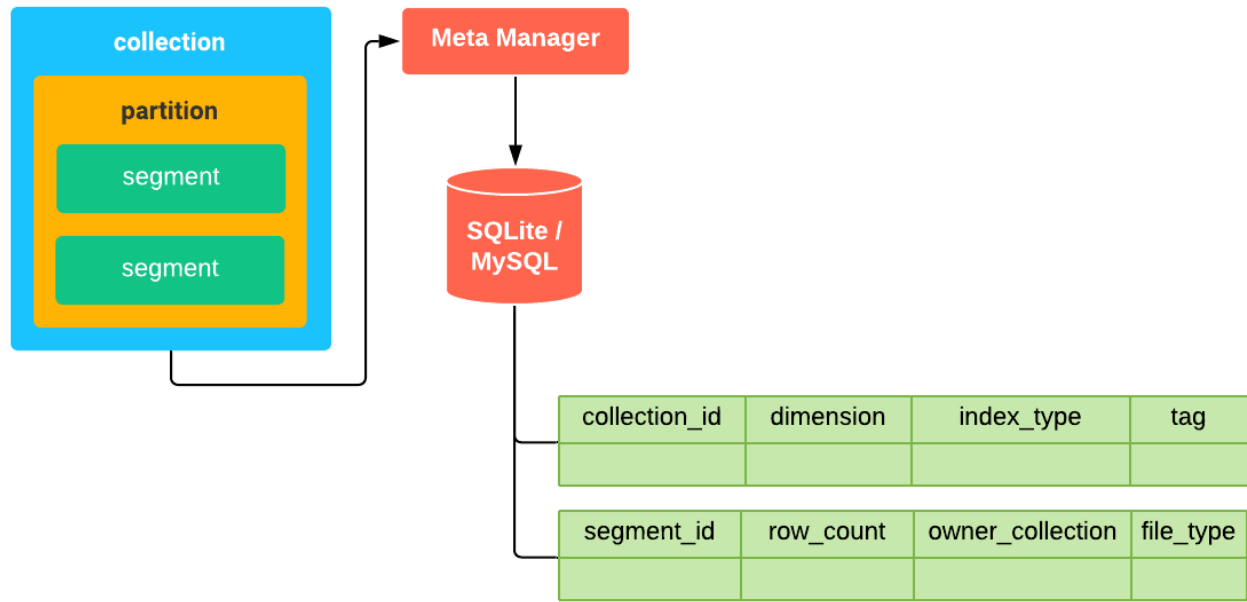 collection
partition
segment
segment
Meta Manager
SQLite /
MySQL
collection_id dimension index_type tag
segment_id row_count owner_collection file_type